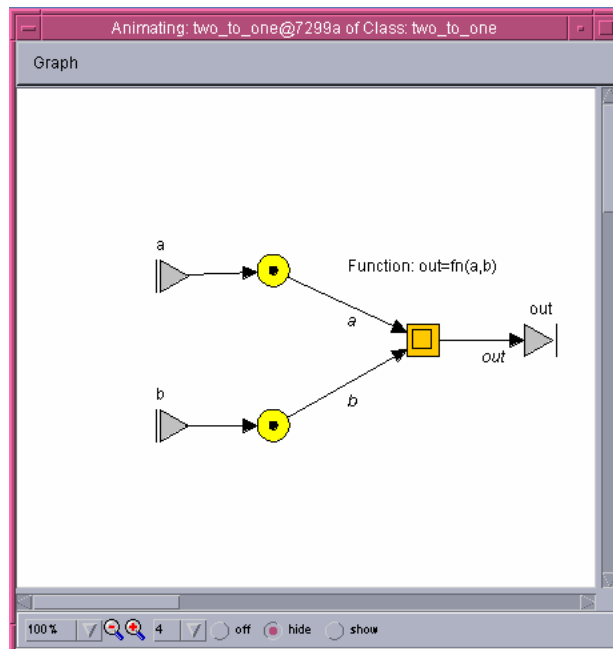 Animating: two_to_one@7299a of Class: two_to_one
Graph
a
Function: out=fn(a,b)
out
a
out
b
b
100%
4
off
hide
show